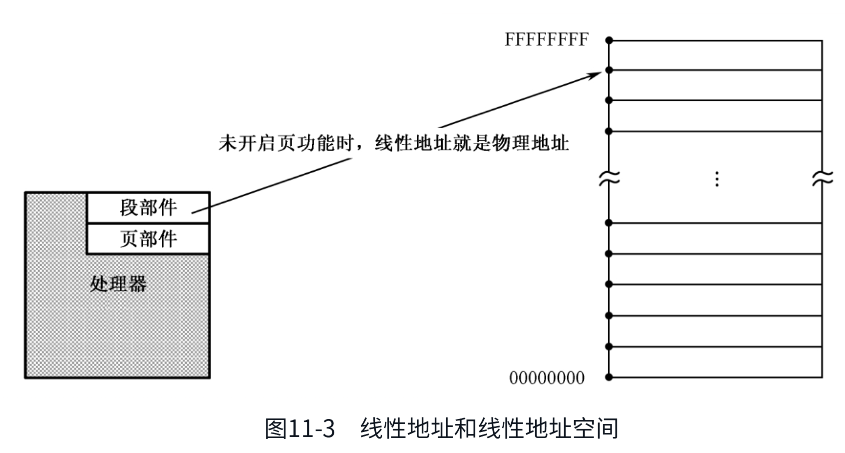 FFFFFFFF
未开启页功能时，线性地址就是物理地址
段部件
页部件
处理器
00000000
图11-3 线性地址和线性地址空间